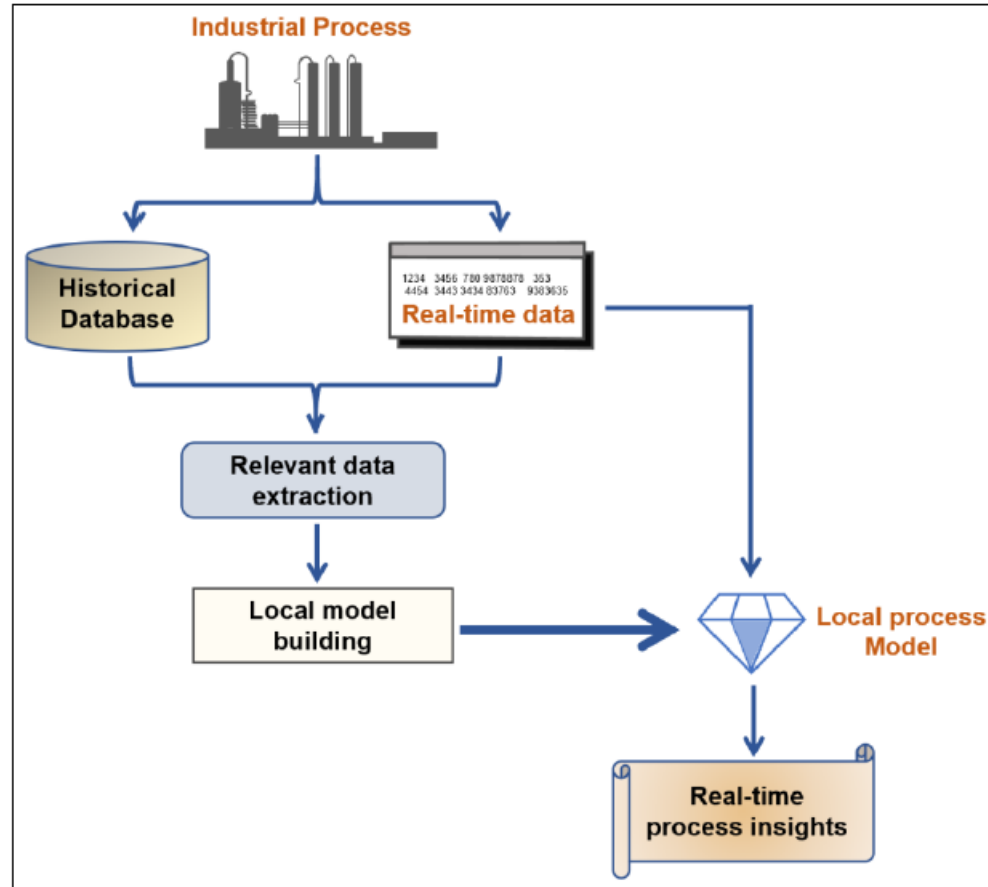 Industrial Process
Historical
Database
1234 3456 780 9878878 353
4454 3443 3434 83763 9383635
Real-time data
Relevant data
extraction
Local model
building
Local process
Model
Real-time
process insights